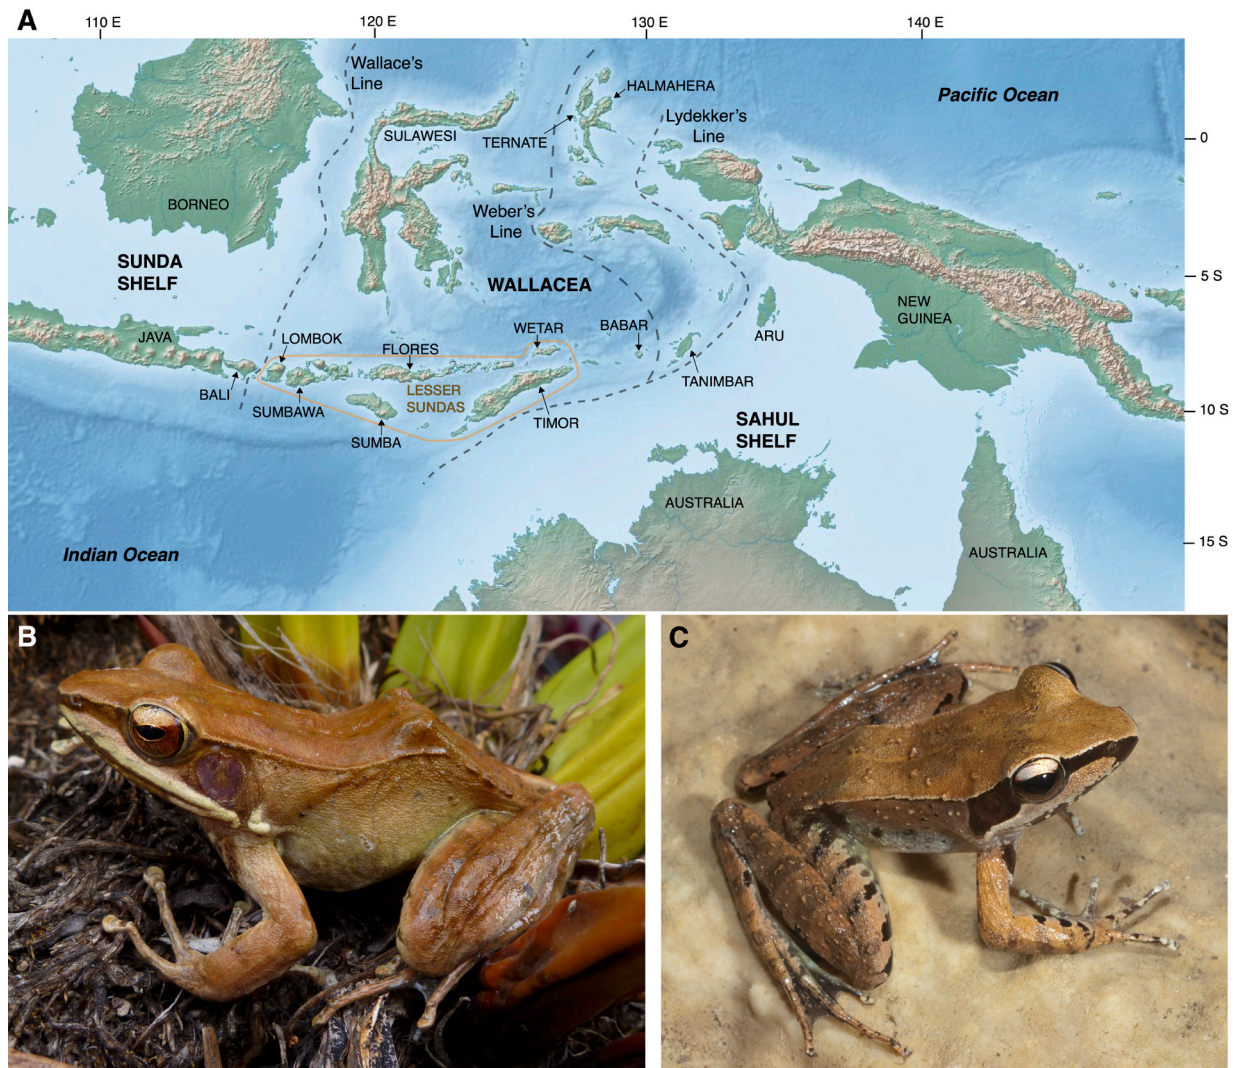 A
110 E
120 E
130 E
140 E
Wallace's
Line
HALMAHERA
Pacific Ocean
Lydekker's
Line
SULAWESI
TERNATE
0
BORNEO
Weber's
Line
SUNDA
SHELF
WALLACEA
5 S
NEW
GUINEA
JAVA
LOMBOK
FLORES
WETAR
BABAR
ARU
BALI
SUMBAWA
LESSER
SUNDAS
TANIMBAR
SUMBA
TIMOR
10 S
SAHUL
SHELF
AUSTRALIA
Indian Ocean
AUSTRALIA
15 S
B
C